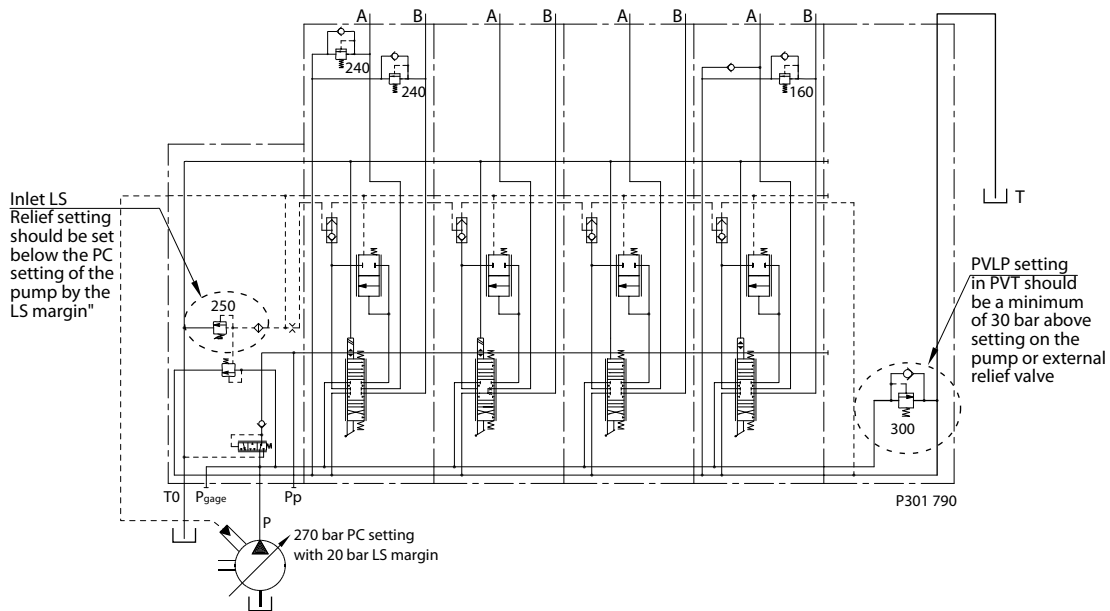 A B A B A B A B
240
240
160
Inlet LS
Relief setting
should be set
below the PC
setting of the
pump by the
LS margin"
250
T
PVLP setting
in PVT should
be a minimum
of 30 bar above
setting on the
pump or external
relief valve
300
T0 Pgage Pp
P301 790
P
270 bar PC setting
with 20 bar LS margin